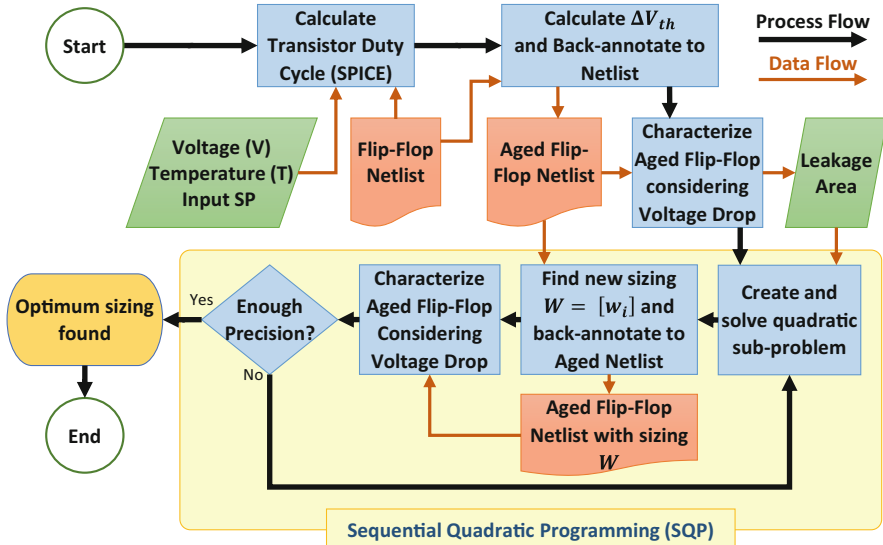 Start
Calculate
Transistor Duty
Cycle (SPICE)
Calculate ΔV_th
and Back-annotate to
Netlist
Process Flow
Data Flow
Voltage (V)
Temperature (T)
Input SP
Flip-Flop
Netlist
Aged Flip-
Flop Netlist
Characterize
Aged Flip-Flop
considering
Voltage Drop
Leakage
Area
Optimum sizing
found
Yes
Enough
Precision?
No
Characterize
Aged Flip-Flop
Considering
Voltage Drop
Find new sizing
W = [w_i] and
back-annotate to
Aged Netlist
Create and
solve quadratic
sub-problem
End
Aged Flip-Flop
Netlist with sizing
W
Sequential Quadratic Programming (SQP)